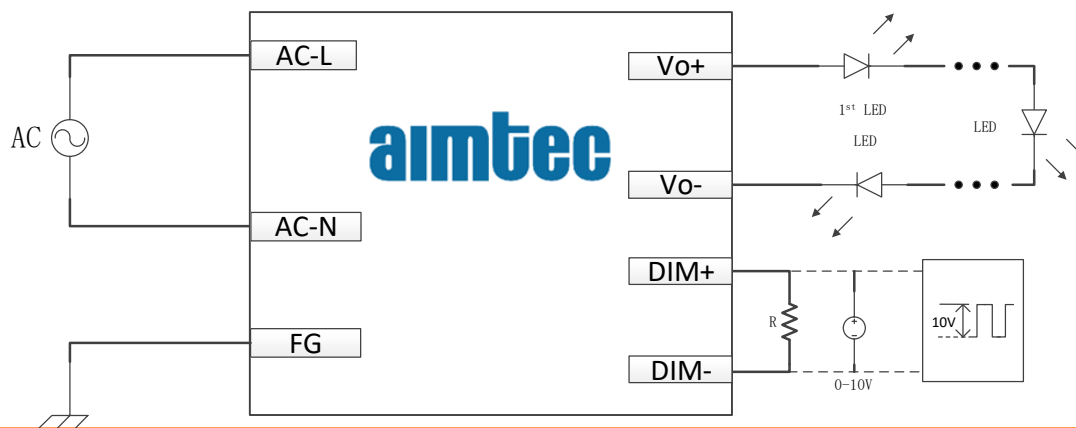 AC-L
Vo+
1st LED
LED
LED
AC
aimtec
Vo-
AC-N
DIM+
R
10V
FG
DIM-
0-10V